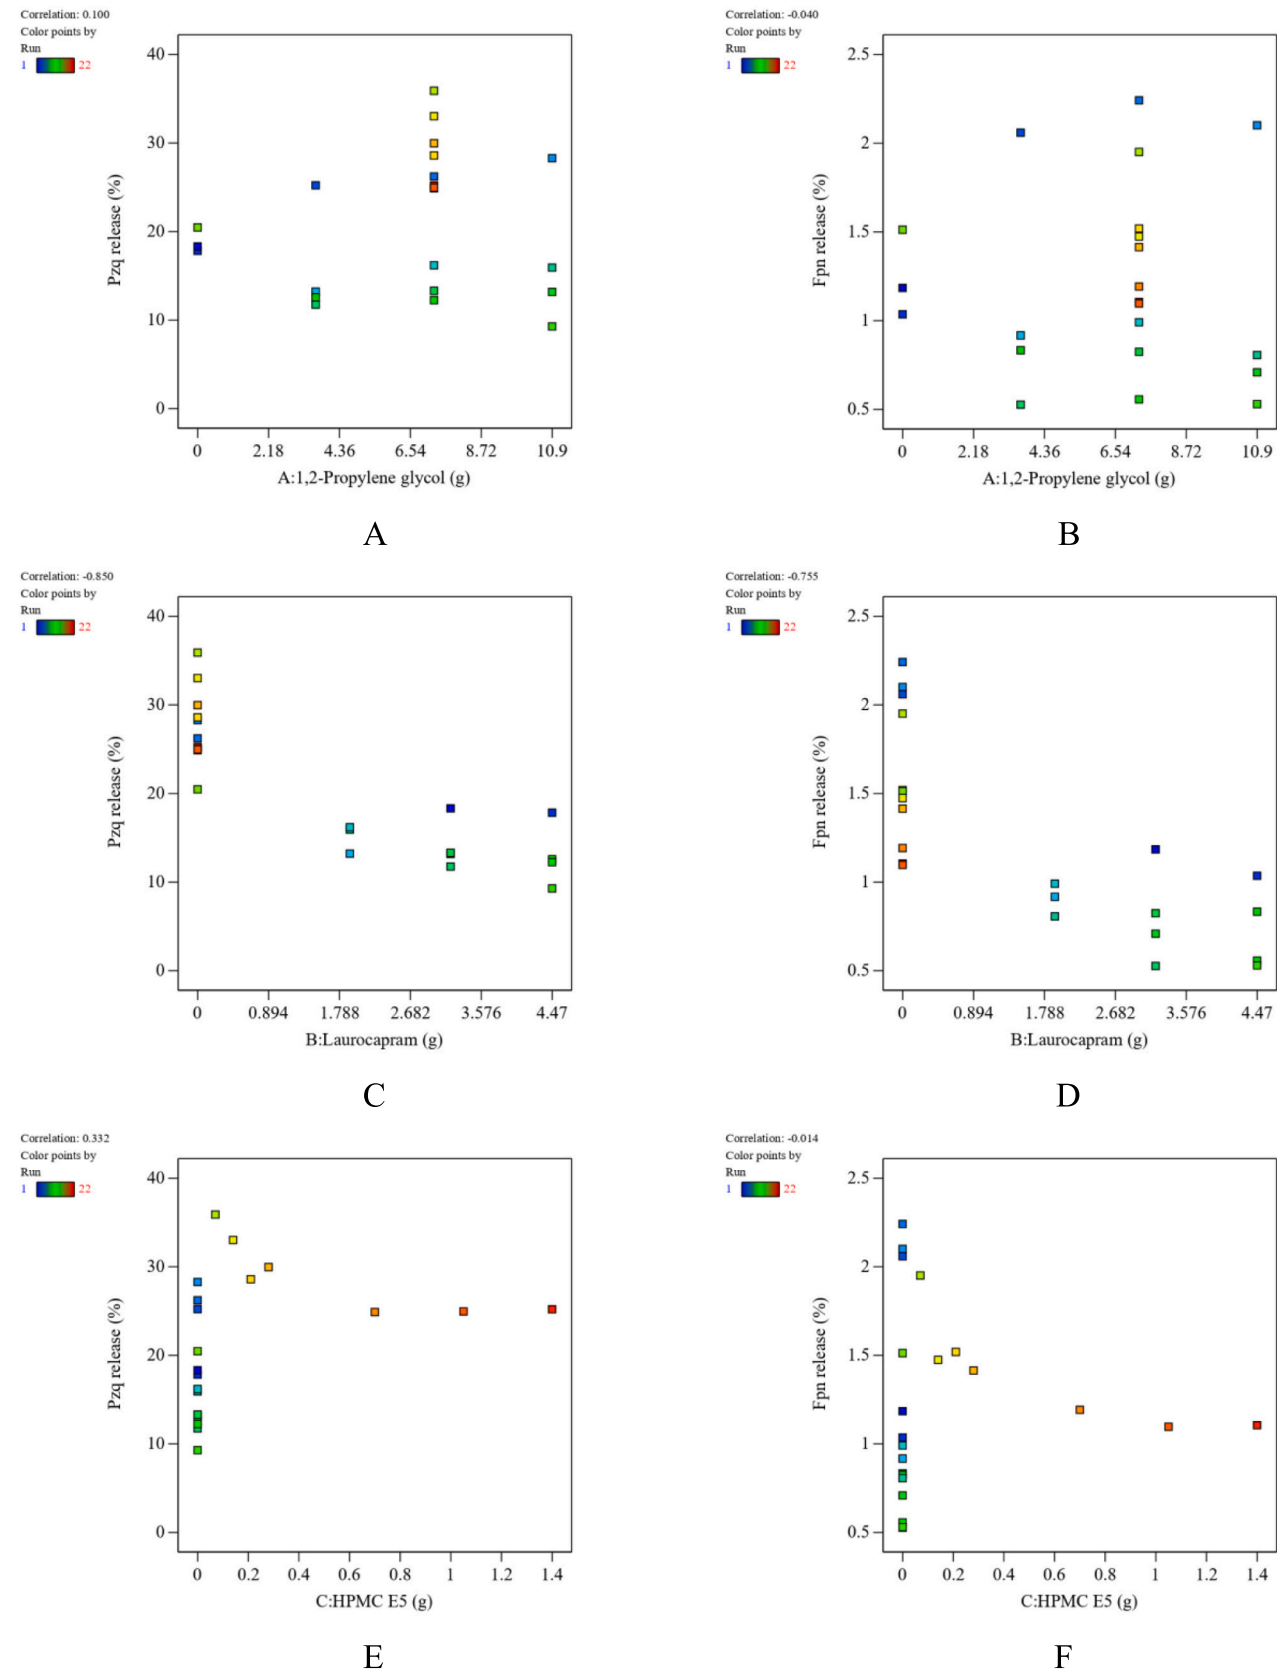 Correlation: 0.100
Color points by
Run
1 22
40
30
20
10
0
Pzq release (%)
0 2.18 4.36 6.54 8.72 10.9
A:1,2-Propylene glycol (g)
A
Correlation: -0.040
Color points by
Run
1 22
2.5
2
1.5
1
0.5
Fpn release (%)
0 2.18 4.36 6.54 8.72 10.9
A:1,2-Propylene glycol (g)
B
Correlation: -0.850
Color points by
Run
1 22
40
30
20
10
0
Pzq release (%)
0 0.894 1.788 2.682 3.576 4.47
B:Laurocapram (g)
C
Correlation: -0.755
Color points by
Run
1 22
2.5
2
1.5
1
0.5
Fpn release (%)
0 0.894 1.788 2.682 3.576 4.47
B:Laurocapram (g)
D
Correlation: 0.332
Color points by
Run
1 22
40
30
20
10
0
Pzq release (%)
0 0.2 0.4 0.6 0.8 1 1.2 1.4
C:HPMC E5 (g)
E
Correlation: -0.014
Color points by
Run
1 22
2.5
2
1.5
1
0.5
Fpn release (%)
0 0.2 0.4 0.6 0.8 1 1.2 1.4
C:HPMC E5 (g)
F